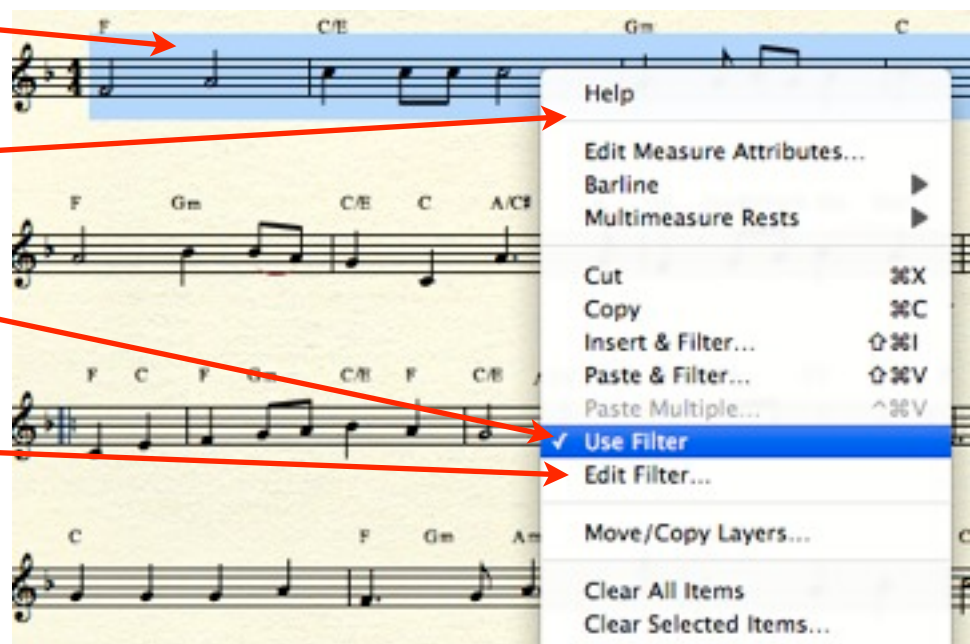 F C/E Gm C
Help
Edit Measure Attributes...
Barline
F Gm C/E C A/C♯
Multimeasure Rests
Cut ⌘X
Copy ⌘C
Insert & Filter... ⇧⌘I
F C F Gm C/E F C/E
Paste & Filter... ⇧⌘V
Paste Multiple... ^⌘V
✓ Use Filter
Edit Filter...
C F Gm
Move/Copy Layers...
Clear All Items
Clear Selected Items...